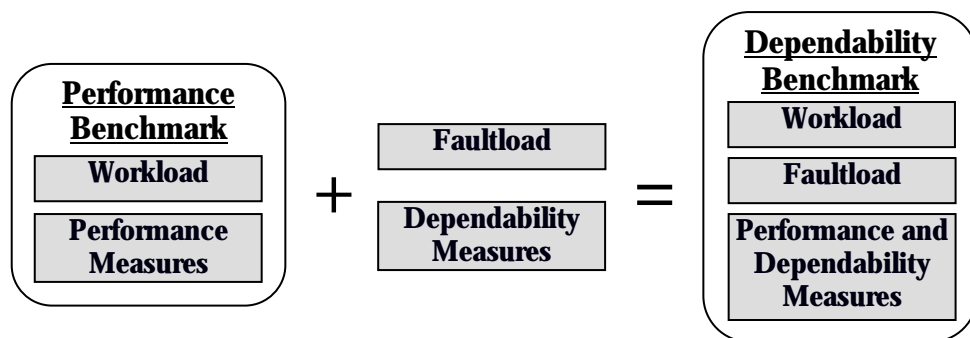 Performance
Benchmark
Workload
Performance
Measures
+
Faultload
Dependability
Measures
=
Dependability
Benchmark
Workload
Faultload
Performance and
Dependability
Measures